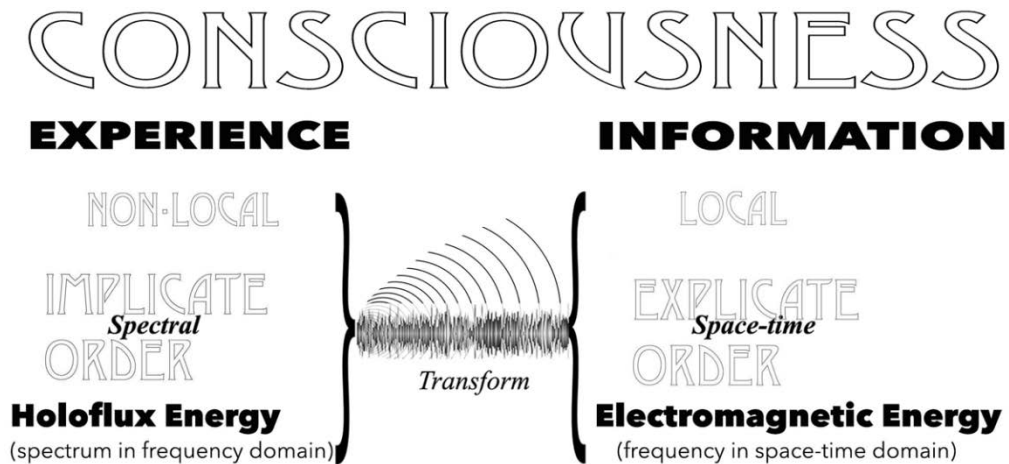 CONSCIOUSNESS
EXPERIENCE
INFORMATION
NON-LOCAL
LOCAL
IMPLICATE
Spectral
ORDER
Transform
EXPLICATE
Space-time
ORDER
Holoflux Energy
(spectrum in frequency domain)
Electromagnetic Energy
(frequency in space-time domain)